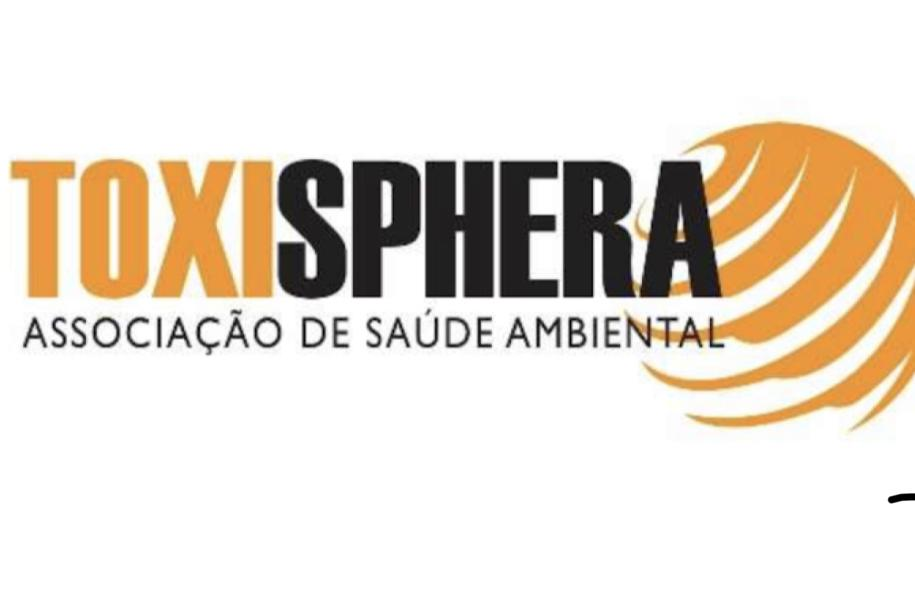 TOXISPHERA
ASSOCIAÇÃO DE SAÚDE AMBIENTAL